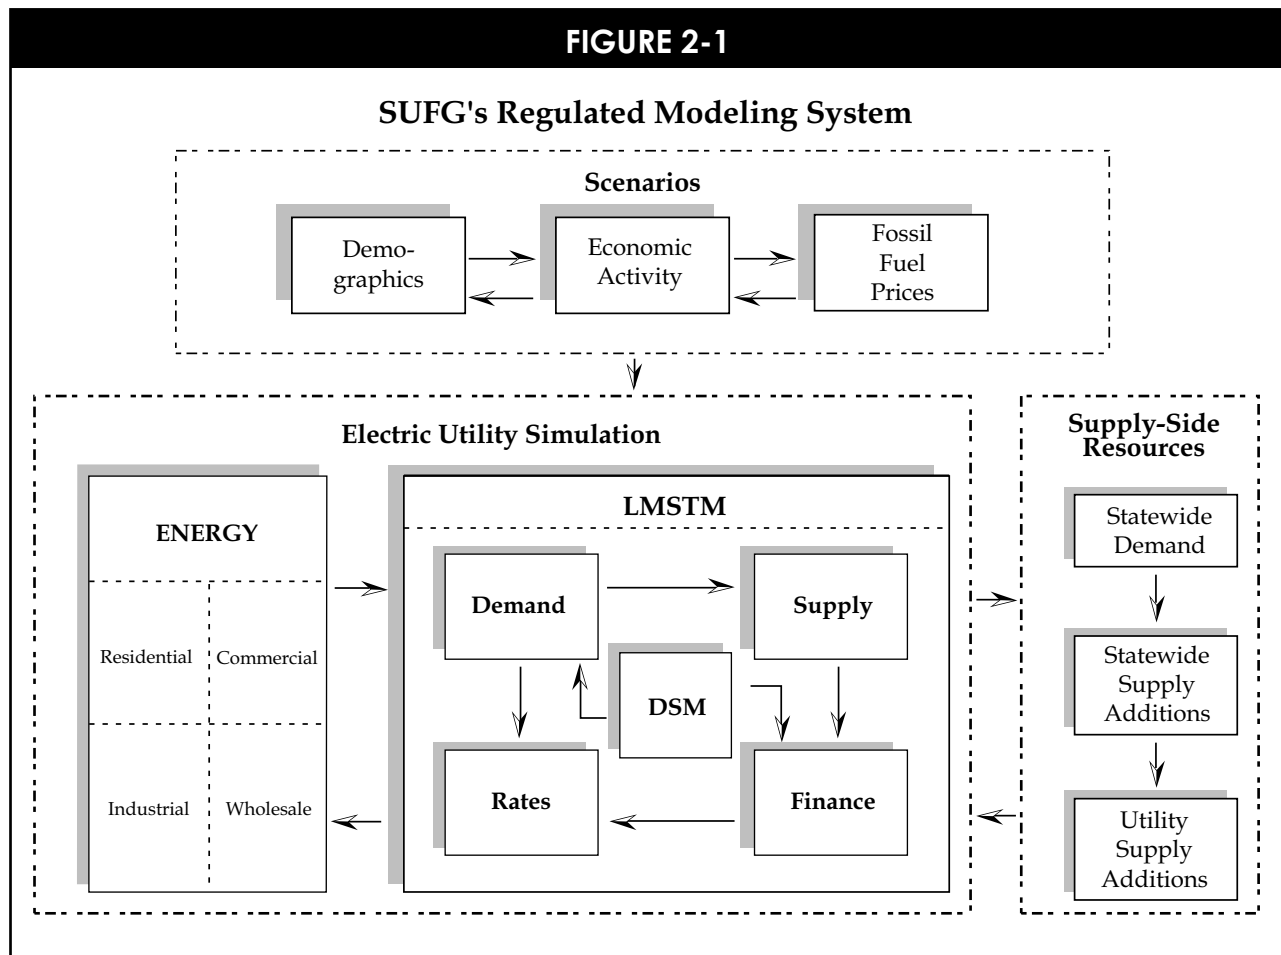 FIGURE 2-1
SUFG's Regulated Modeling System
Scenarios
Demo-
graphics
Economic
Activity
Fossil
Fuel
Prices
Electric Utility Simulation
ENERGY
Residential
Commercial
Industrial
Wholesale
LMSTM
Demand
Supply
DSM
Rates
Finance
Supply-Side
Resources
Statewide
Demand
Statewide
Supply
Additions
Utility
Supply
Additions